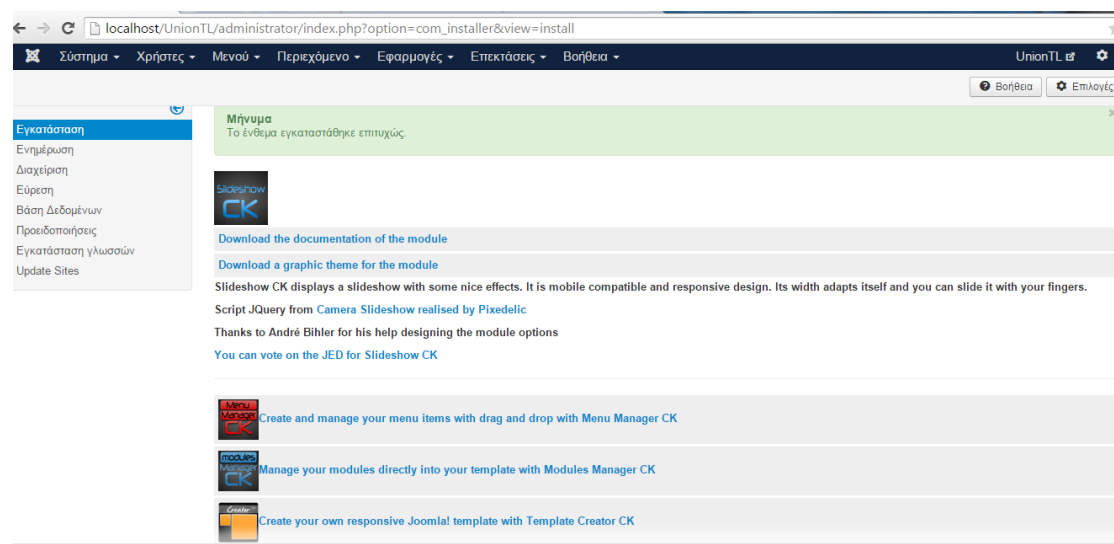 localhost/UnionTL/administrator/index.php?option=com_installer&view=install
Σύστημα Χρήστες Μενού Περιεχόμενο Εφαρμογές Επεκτάσεις Βοήθεια UnionTL
Βοήθεια Επιλογές
Εγκατάσταση
Ενημέρωση
Διαχείριση
Εύρεση
Βάση Δεδομένων
Προειδοποιήσεις
Εγκατάσταση γλωσσών
Update Sites
Μήνυμα
Το ένθεμα εγκαταστάθηκε επιτυχώς.
Slideshow
CK
Download the documentation of the module
Download a graphic theme for the module
Slideshow CK displays a slideshow with some nice effects. It is mobile compatible and responsive design. Its width adapts itself and you can slide it with your fingers.
Script JQuery from Camera Slideshow realised by Pixedelic
Thanks to André Bihler for his help designing the module options
You can vote on the JED for Slideshow CK
Menu
Manager
CK
Create and manage your menu items with drag and drop with Menu Manager CK
modules
Manager
CK
Manage your modules directly into your template with Modules Manager CK
Creator
Create your own responsive Joomla! template with Template Creator CK